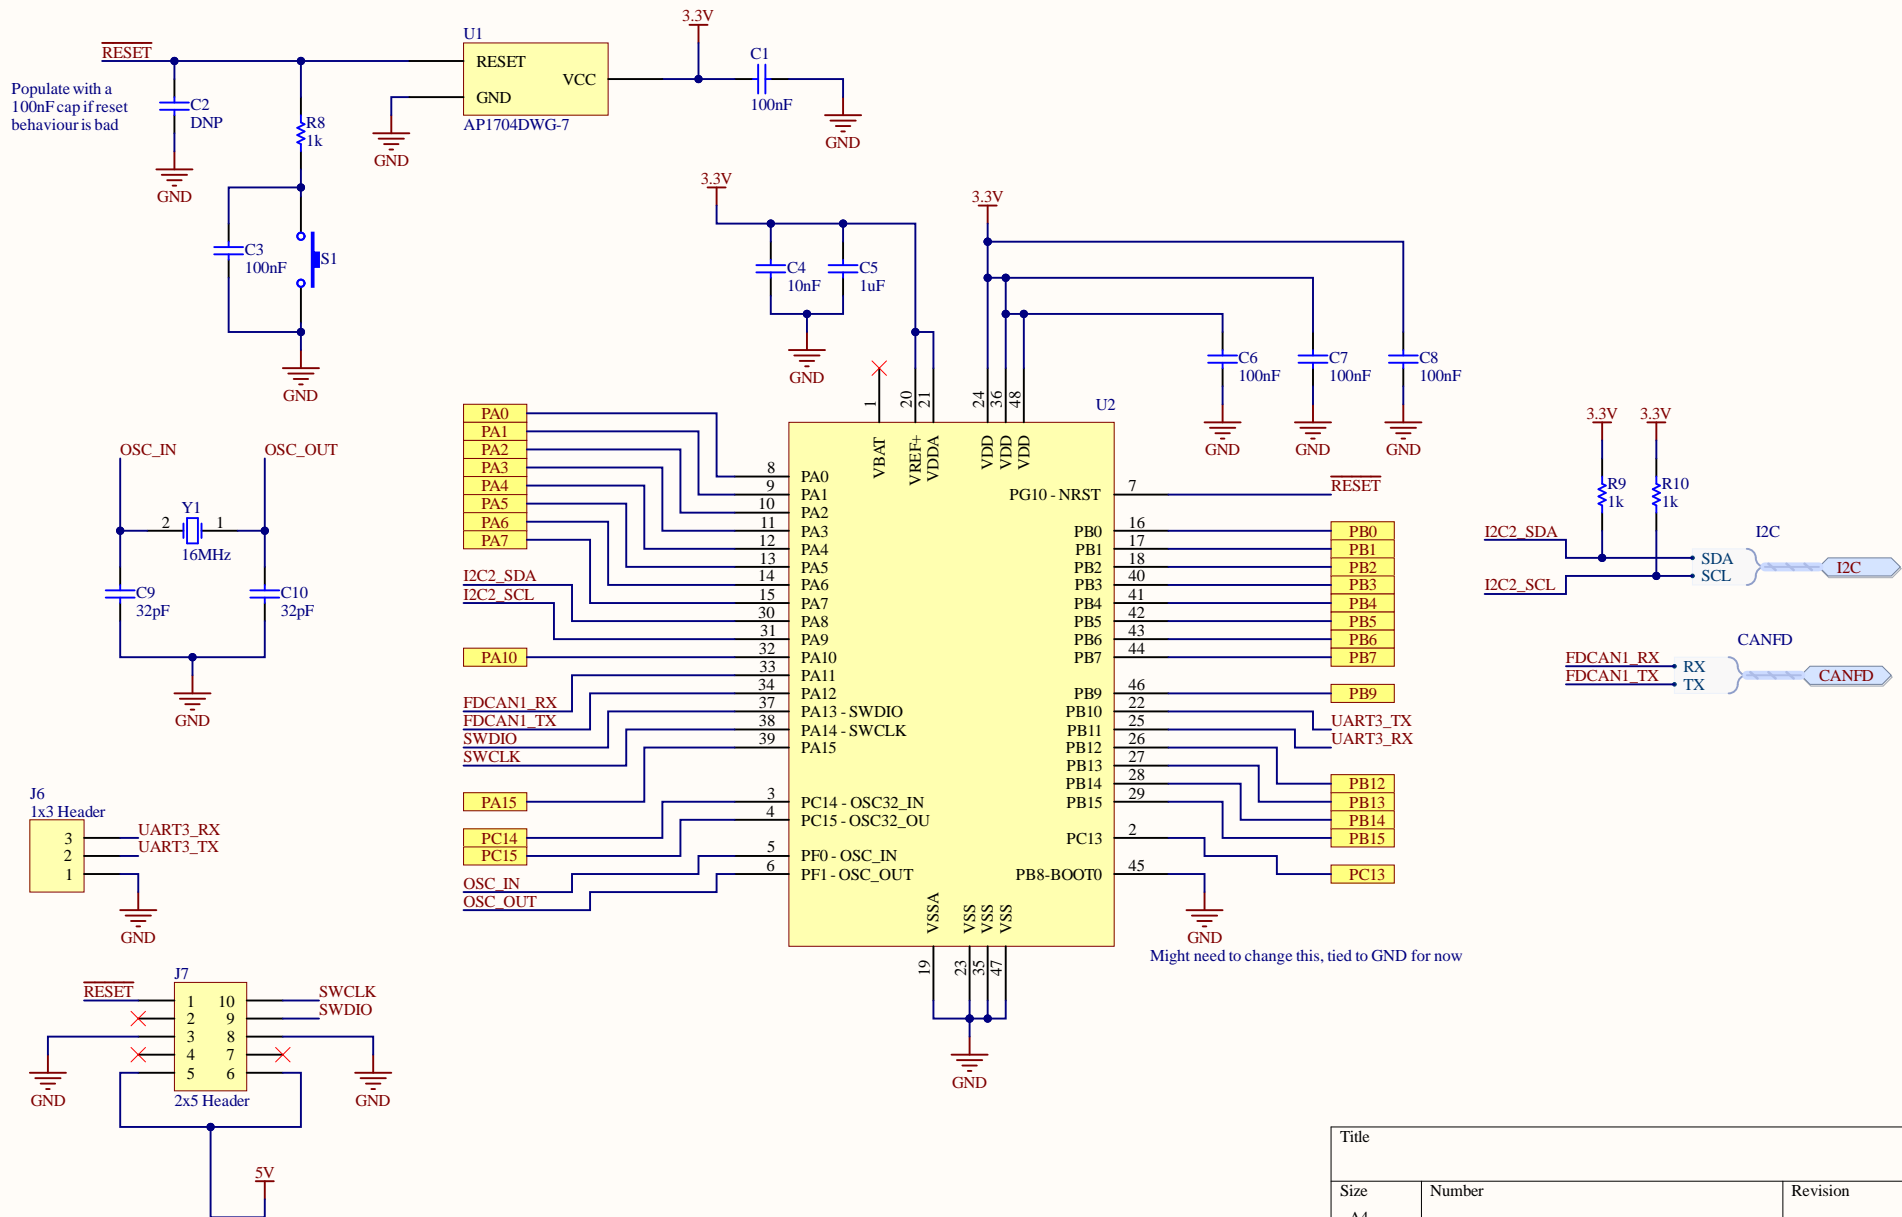 RESET
Populate with a
100nF cap if reset
behaviour is bad
C2
DNP
GND
R8
1k
C3
100nF
S1
GND
U1
RESET
GND
VCC
AP1704DWG-7
GND
3.3V
C1
100nF
GND
3.3V
C4
10nF
C5
1uF
GND
3.3V
C6
100nF
GND
C7
100nF
GND
C8
100nF
GND
OSC_IN
OSC_OUT
Y1
2
1
16MHz
C9
32pF
C10
32pF
GND
J6
1x3 Header
3
2
1
UART3_RX
UART3_TX
GND
J7
RESET
1 10
2 9
3 8
4 7
5 6
SWCLK
SWDIO
GND
GND
2x5 Header
5V
PA0
PA1
PA2
PA3
PA4
PA5
PA6
PA7
I2C2_SDA
I2C2_SCL
PA10
FDCAN1_RX
FDCAN1_TX
SWDIO
SWCLK
PA15
PC14
PC15
OSC_IN
OSC_OUT
U2
1 VBAT
20 VREF+
21 VDDA
24 VDD
36 VDD
48 VDD
8 PA0
9 PA1
10 PA2
11 PA3
12 PA4
13 PA5
14 PA6
15 PA7
30 PA8
31 PA9
32 PA10
33 PA11
34 PA12
37 PA13 - SWDIO
38 PA14 - SWCLK
39 PA15
3 PC14 - OSC32_IN
4 PC15 - OSC32_OU
5 PF0 - OSC_IN
6 PF1 - OSC_OUT
PG10 - NRST 7
PB0 16
PB1 17
PB2 18
PB3 40
PB4 41
PB5 42
PB6 43
PB7 44
PB9 46
PB10 22
PB11 25
PB12 26
PB13 27
PB14 28
PB15 29
PC13 2
PB8-BOOT0 45
VSSA 19
VSS 23
VSS 35
VSS 47
GND
RESET
PB0
PB1
PB2
PB3
PB4
PB5
PB6
PB7
PB9
UART3_TX
UART3_RX
PB12
PB13
PB14
PB15
PC13
GND
Might need to change this, tied to GND for now
3.3V
3.3V
R9
1k
R10
1k
I2C2_SDA
I2C2_SCL
I2C
SDA
SCL
I2C
CANFD
FDCAN1_RX
FDCAN1_TX
RX
TX
CANFD
Title
Size
Number
Revision
A4